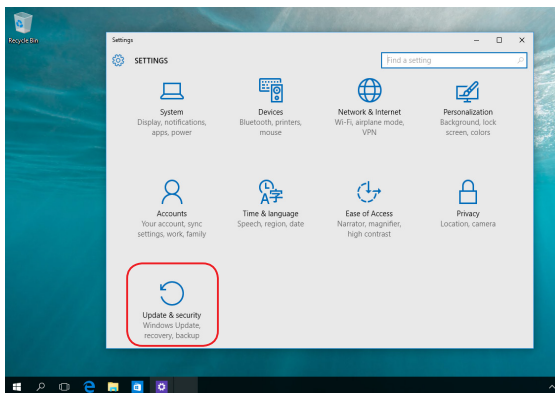 Recycle Bin
Settings
SETTINGS
Find a setting
System
Display, notifications,
apps, power
Devices
Bluetooth, printers,
mouse
Network & Internet
Wi-Fi, airplane mode,
VPN
Personalization
Background, lock
screen, colors
Accounts
Your account, sync
settings, work, family
Time & language
Speech, region, date
Ease of Access
Narrator, magnifier,
high contrast
Privacy
Location, camera
Update & security
Windows Update,
recovery, backup